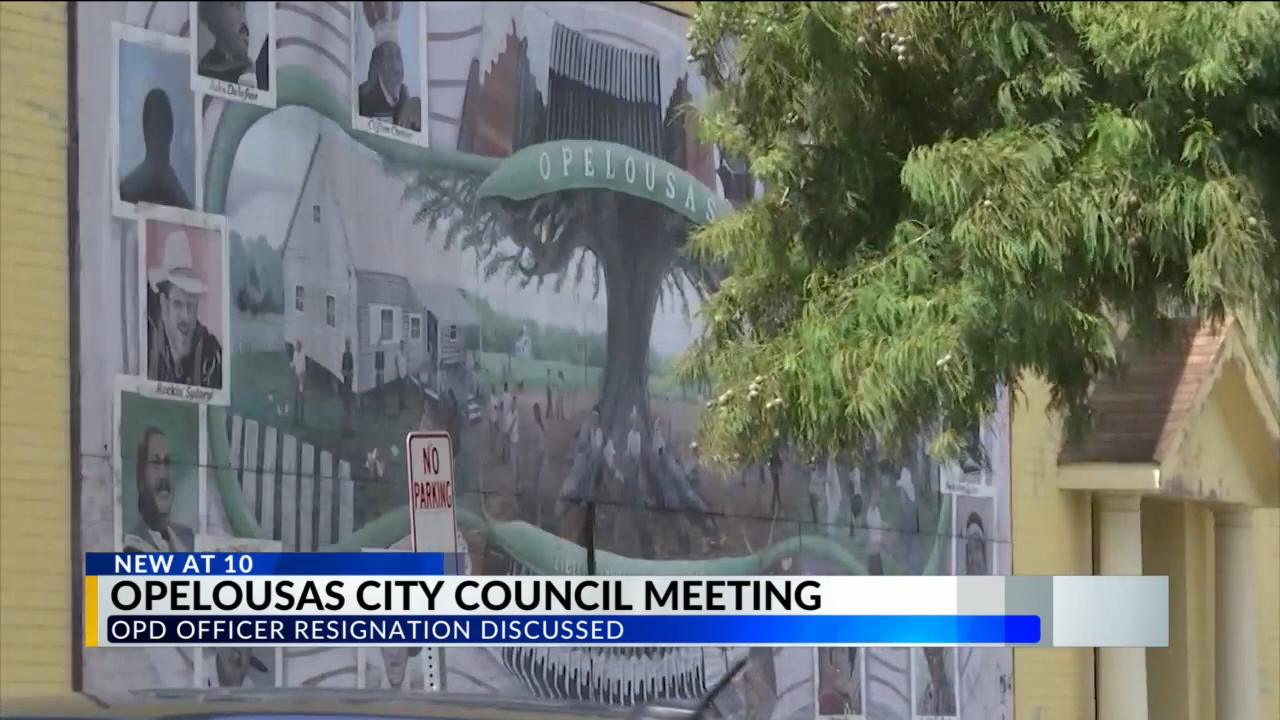 OPELOUSAS
NO
PARKING
NEW AT 10
OPELOUSAS CITY COUNCIL MEETING
OPD OFFICER RESIGNATION DISCUSSED